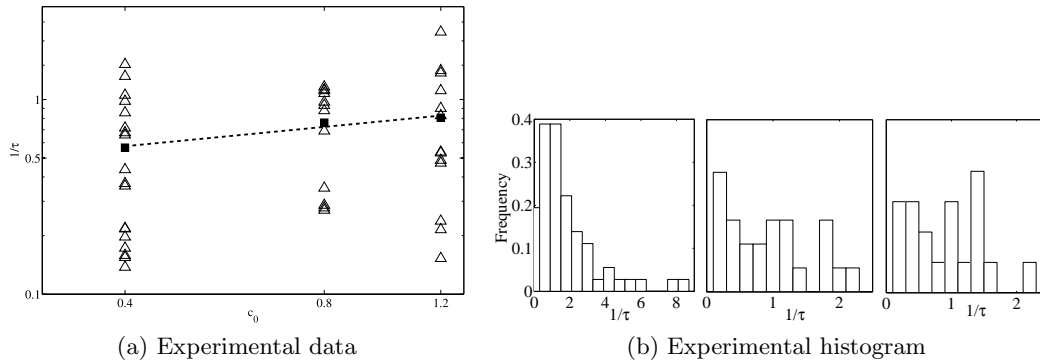 1
0.5
0.1
1/τ
0.4 0.8 1.2
c₀
(a) Experimental data
0.4
0.3
0.2
0.1
0
Frequency
0 2 4 6 8
1/τ
0 1 2
1/τ
0 1 2
1/τ
(b) Experimental histogram